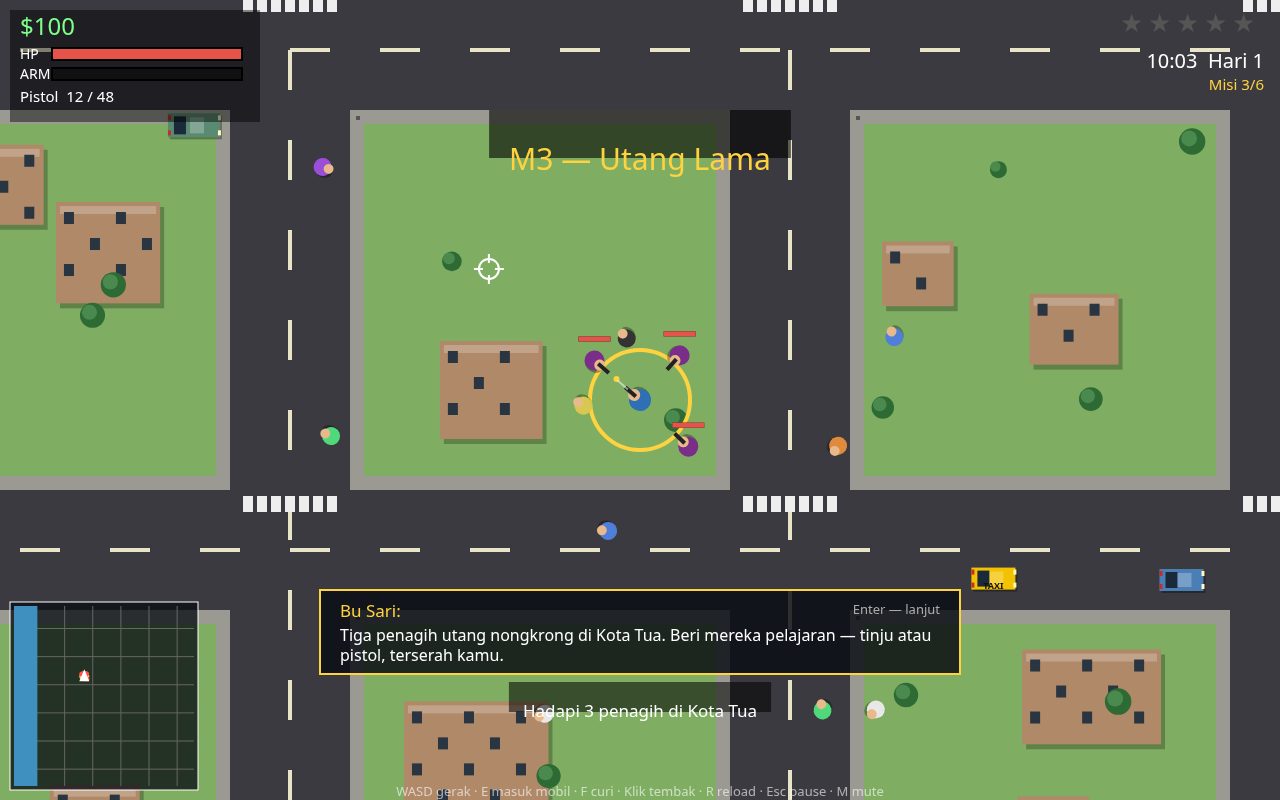 $100
HP
ARM
Pistol 12 / 48
★★★★★
10:03 Hari 1
Misi 3/6
M3 — Utang Lama
TAXI
Bu Sari:
Enter — lanjut
Tiga penagih utang nongkrong di Kota Tua. Beri mereka pelajaran — tinju atau
pistol, terserah kamu.
Hadapi 3 penagih di Kota Tua
WASD gerak · E masuk mobil · F curi · Klik tembak · R reload · Esc pause · M mute